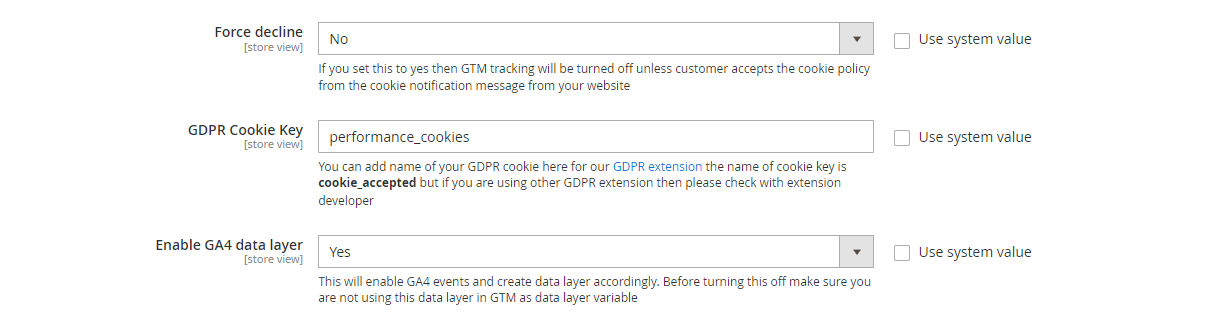 Force decline
[store view]
No
Use system value
If you set this to yes then GTM tracking will be turned off unless customer accepts the cookie policy
from the cookie notification message from your website
GDPR Cookie Key
[store view]
performance_cookies
Use system value
You can add name of your GDPR cookie here for our GDPR extension the name of cookie key is
cookie_accepted but if you are using other GDPR extension then please check with extension
developer
Enable GA4 data layer
[store view]
Yes
Use system value
This will enable GA4 events and create data layer accordingly. Before turning this off make sure you
are not using this data layer in GTM as data layer variable